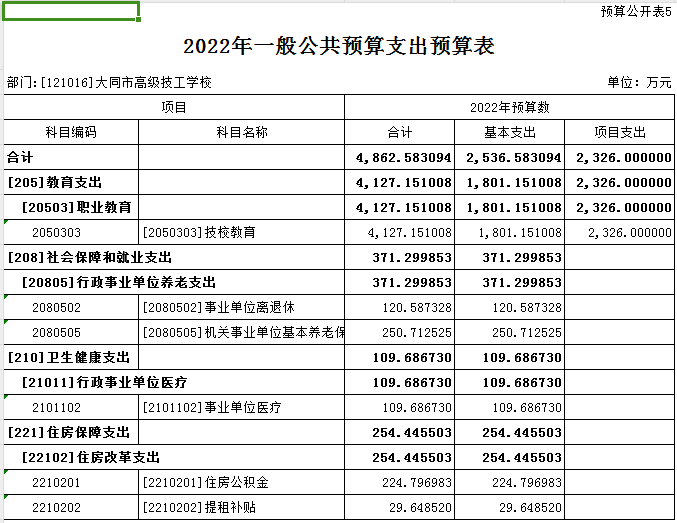 预算公开表5
2022年一般公共预算支出预算表
部门:[121016]大同市高级技工学校 单位：万元
项目 2022年预算数
科目编码 科目名称 合计 基本支出 项目支出
合计 4,862.583094 2,536.583094 2,326.000000
[205]教育支出 4,127.151008 1,801.151008 2,326.000000
[20503]职业教育 4,127.151008 1,801.151008 2,326.000000
2050303 [2050303]技校教育 4,127.151008 1,801.151008 2,326.000000
[208]社会保障和就业支出 371.299853 371.299853
[20805]行政事业单位养老支出 371.299853 371.299853
2080502 [2080502]事业单位离退休 120.587328 120.587328
2080505 [2080505]机关事业单位基本养老保 250.712525 250.712525
[210]卫生健康支出 109.686730 109.686730
[21011]行政事业单位医疗 109.686730 109.686730
2101102 [2101102]事业单位医疗 109.686730 109.686730
[221]住房保障支出 254.445503 254.445503
[22102]住房改革支出 254.445503 254.445503
2210201 [2210201]住房公积金 224.796983 224.796983
2210202 [2210202]提租补贴 29.648520 29.648520